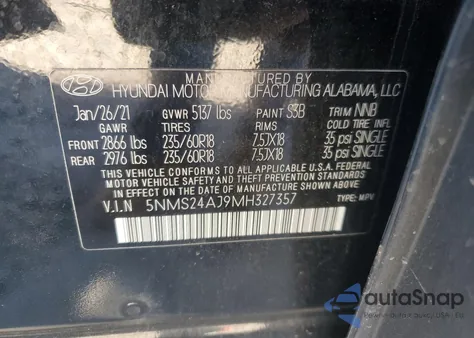 MANUFACTURED BY
HYUNDAI MOTOR MANUFACTURING ALABAMA, LLC
Jan/26/21 GVWR 5137 lbs PAINT S3B TRIM NNB
GAWR TIRES RIMS COLD TIRE INFL
FRONT 2866 lbs 235/60R18 7.5JX18 35 psi SINGLE
REAR 2976 lbs 235/60R18 7.5JX18 35 psi SINGLE
THIS VEHICLE CONFORMS TO ALL APPLICABLE U.S.A. FEDERAL
MOTOR VEHICLE SAFETY AND THEFT PREVENTION STANDARDS
IN EFFECT ON THE DATE OF MANUFACTURE SHOWN ABOVE.
V.I.N 5NMS24AJ9MH327357 TYPE: MPV
autoSnap